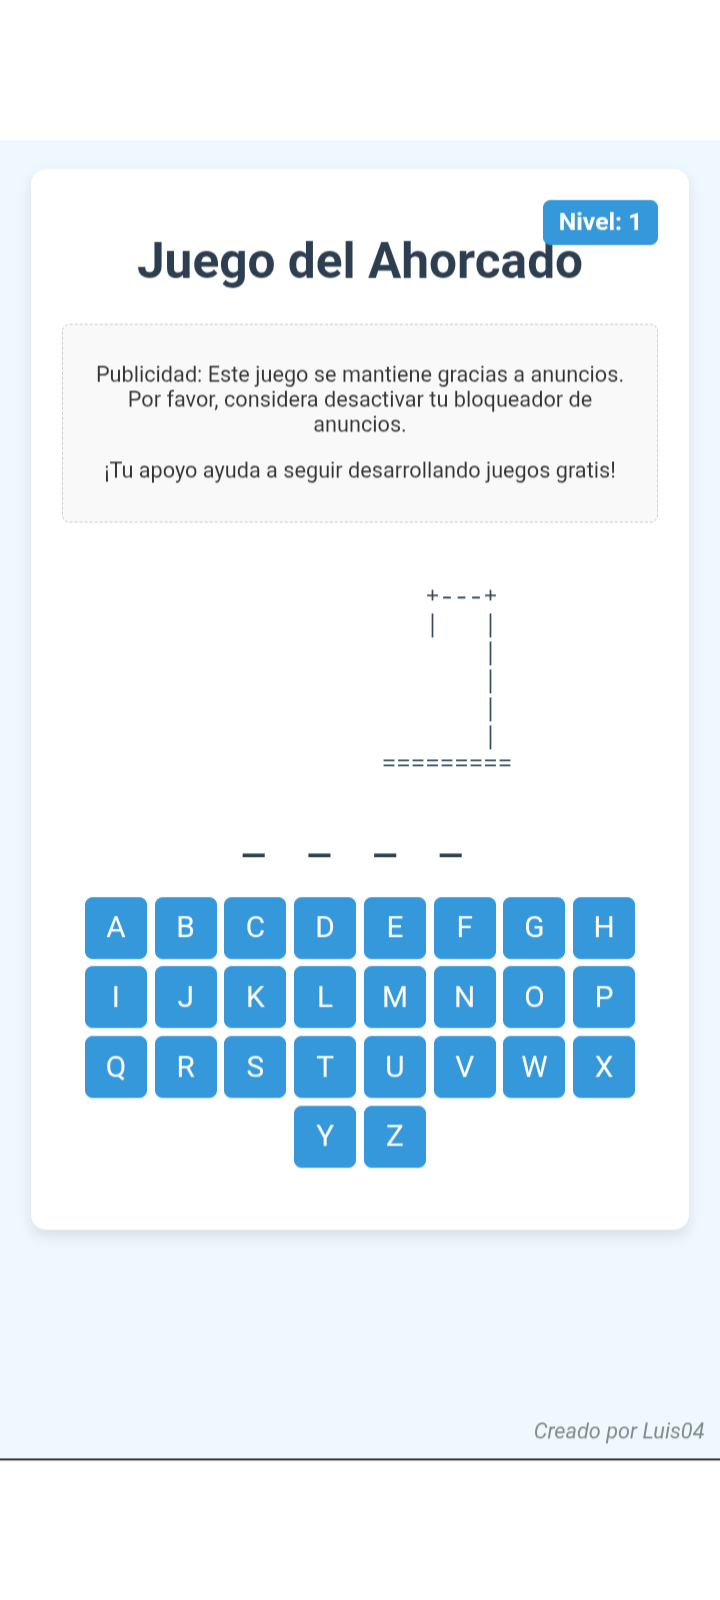 Nivel: 1
Juego del Ahorcado
Publicidad: Este juego se mantiene gracias a anuncios.
Por favor, considera desactivar tu bloqueador de
anuncios.
¡Tu apoyo ayuda a seguir desarrollando juegos gratis!
+---+
|   |
|
|
|
|
=========
_ _ _ _
A B C D E F G H
I J K L M N O P
Q R S T U V W X
Y Z
Creado por Luis04